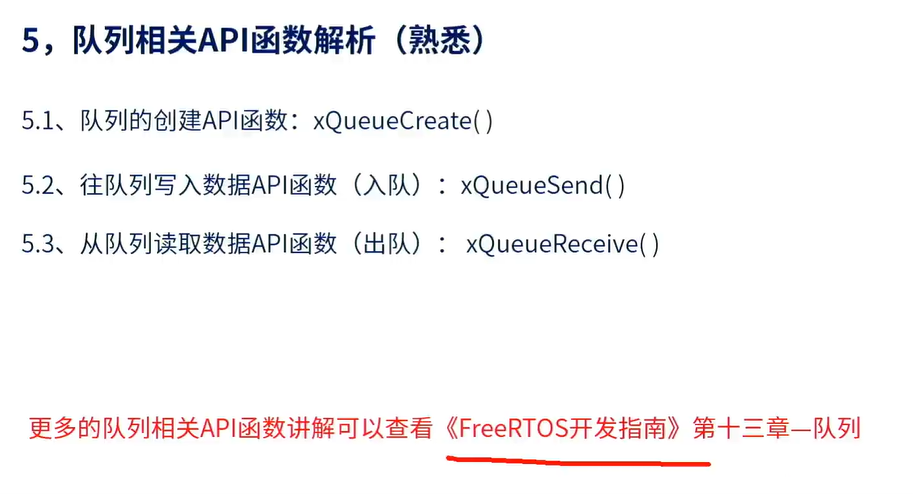 5，队列相关API函数解析（熟悉）
5.1、队列的创建API函数：xQueueCreate( )
5.2、往队列写入数据API函数（入队）：xQueueSend( )
5.3、从队列读取数据API函数（出队）： xQueueReceive( )
更多的队列相关API函数讲解可以查看《FreeRTOS开发指南》第十三章—队列